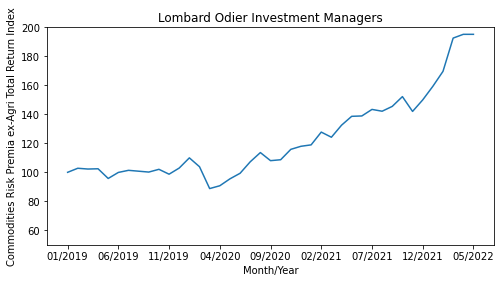 Lombard Odier Investment Managers
Commodities Risk Premia ex-Agri Total Return Index
200
180
160
140
120
100
80
60
01/2019 06/2019 11/2019 04/2020 09/2020 02/2021 07/2021 12/2021 05/2022
Month/Year